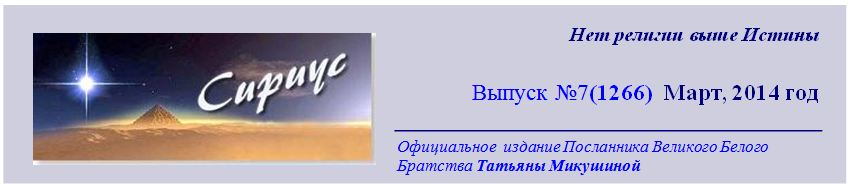 Сириус
Нет религии выше Истины
Выпуск №7(1266) Март, 2014 год
Официальное издание Посланника Великого Белого
Братства Татьяны Микушиной